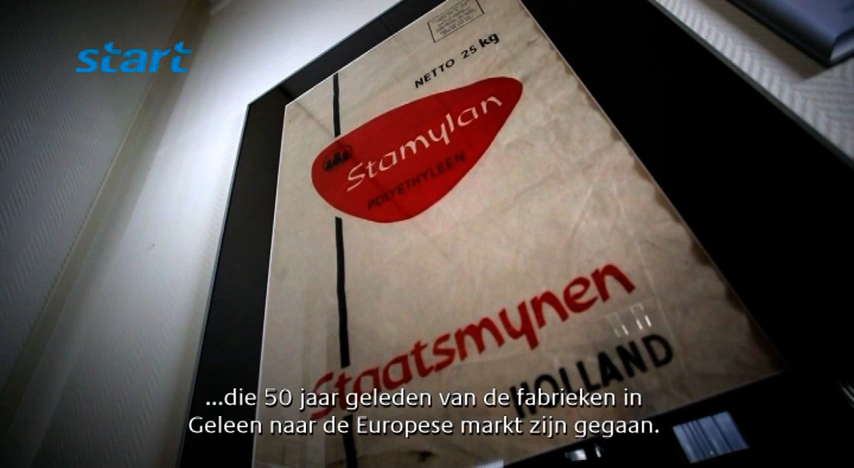 start
NETTO 25 kg
Stamylan
POLYETHYLEEN
Staatsmynen
HOLLAND
...die 50 jaar geleden van de fabrieken in
Geleen naar de Europese markt zijn gegaan.